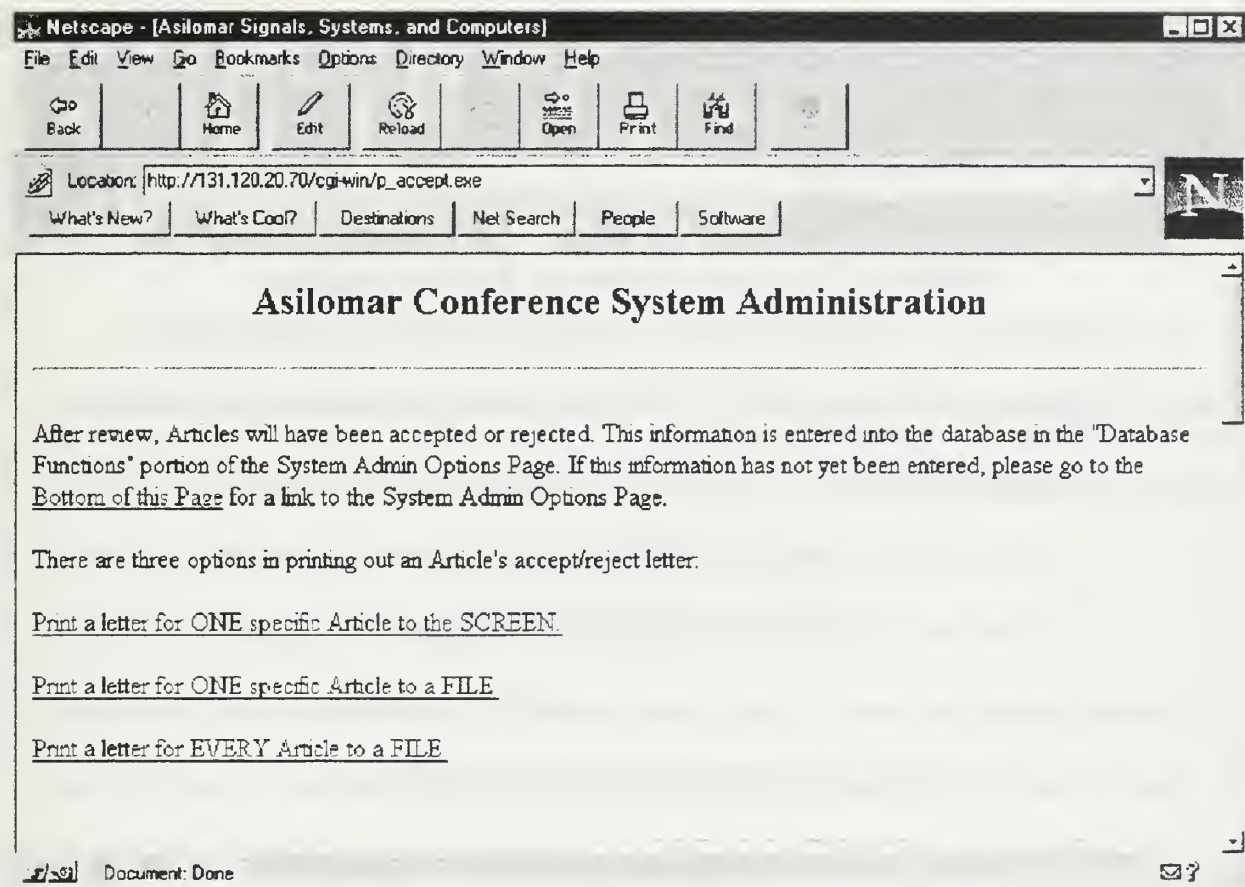 Netscape - [Asilomar Signals, Systems, and Computers]
File Edit View Go Bookmarks Options Directory Window Help
Back Home Edit Reload Open Print Find
Location: http://131.120.20.70/cgi-win/p_accept.exe
N
What's New? What's Cool? Destinations Net Search People Software
Asilomar Conference System Administration
After review, Articles will have been accepted or rejected. This information is entered into the database in the "Database
Functions" portion of the System Admin Options Page. If this information has not yet been entered, please go to the
Bottom of this Page for a link to the System Admin Options Page.
There are three options in printing out an Article's accept/reject letter:
Print a letter for ONE specific Article to the SCREEN.
Print a letter for ONE specific Article to a FILE
Print a letter for EVERY Article to a FILE
Document: Done